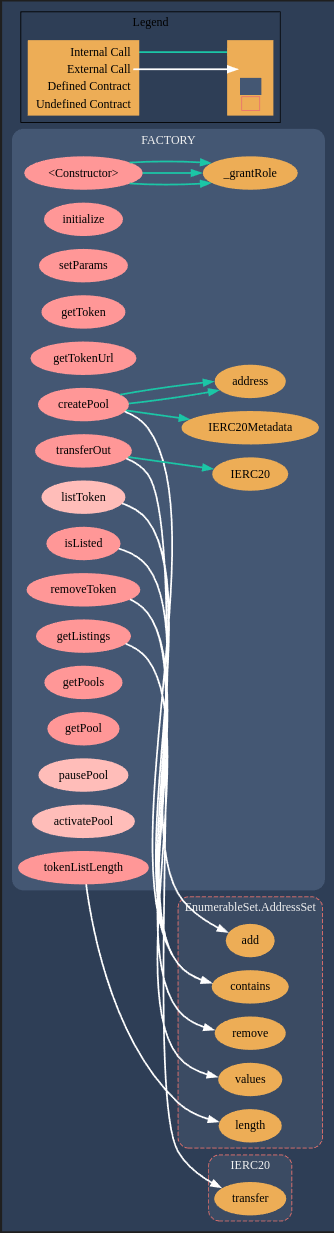 Legend
Internal Call
External Call
Defined Contract
Undefined Contract
FACTORY
<Constructor>
_grantRole
initialize
setParams
getToken
getTokenUrl
address
createPool
IERC20Metadata
transferOut
IERC20
listToken
isListed
removeToken
getListings
getPools
getPool
pausePool
activatePool
tokenListLength
EnumerableSet.AddressSet
add
contains
remove
values
length
IERC20
transfer